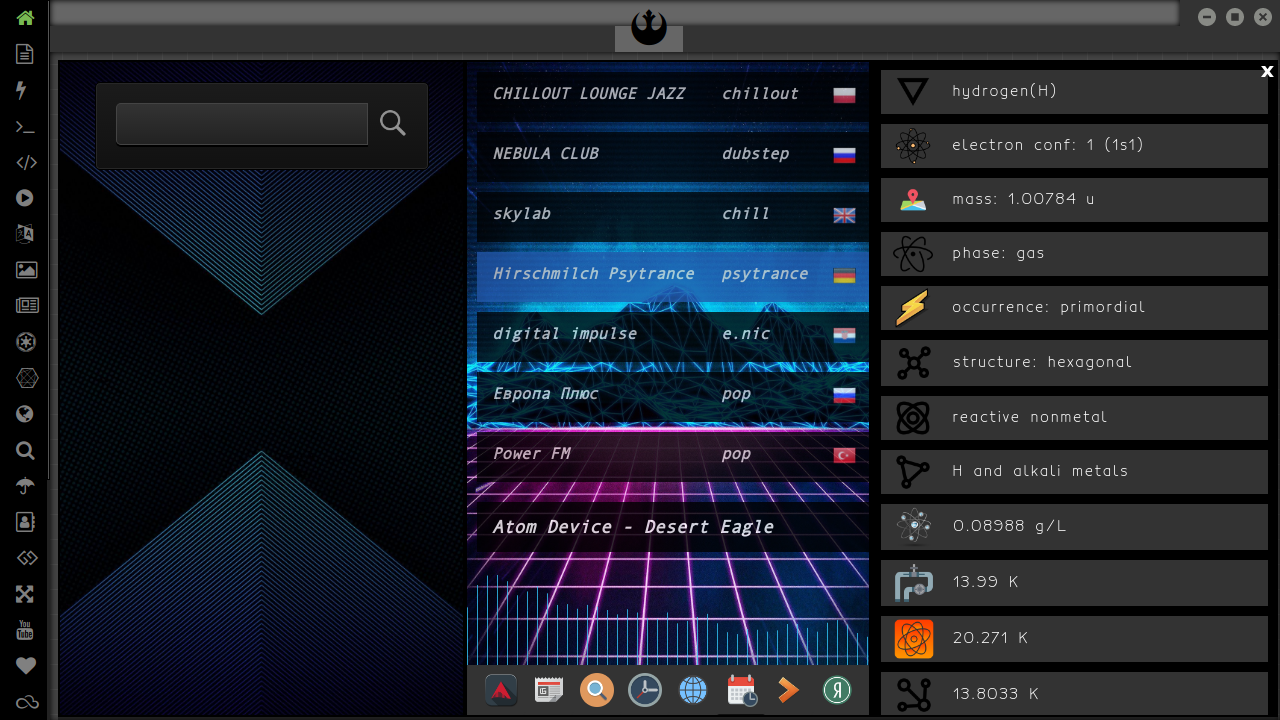 CHILLOUT LOUNGE JAZZ chillout
NEBULA CLUB dubstep
skylab chill
Hirschmilch Psytrance psytrance
digital impulse e.nic
Европа Плюс pop
Power FM pop
Atom Device - Desert Eagle
Я
x
hydrogen(H)
electron conf: 1 (1s1)
mass: 1.00784 u
phase: gas
occurrence: primordial
structure: hexagonal
reactive nonmetal
H and alkali metals
0.08988 g/L
13.99 K
20.271 K
13.8033 K
You
Tube